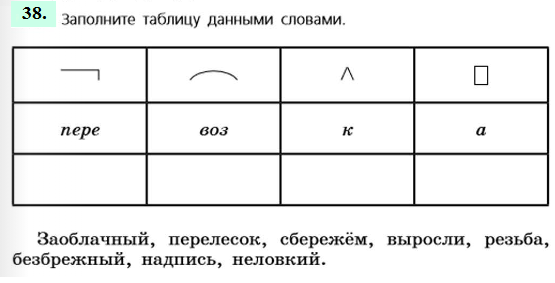 38. Заполните таблицу данными словами.
пере воз к а
Заоблачный, перелесок, сбережём, выросли, резьба,
безбрежный, надпись, неловкий.